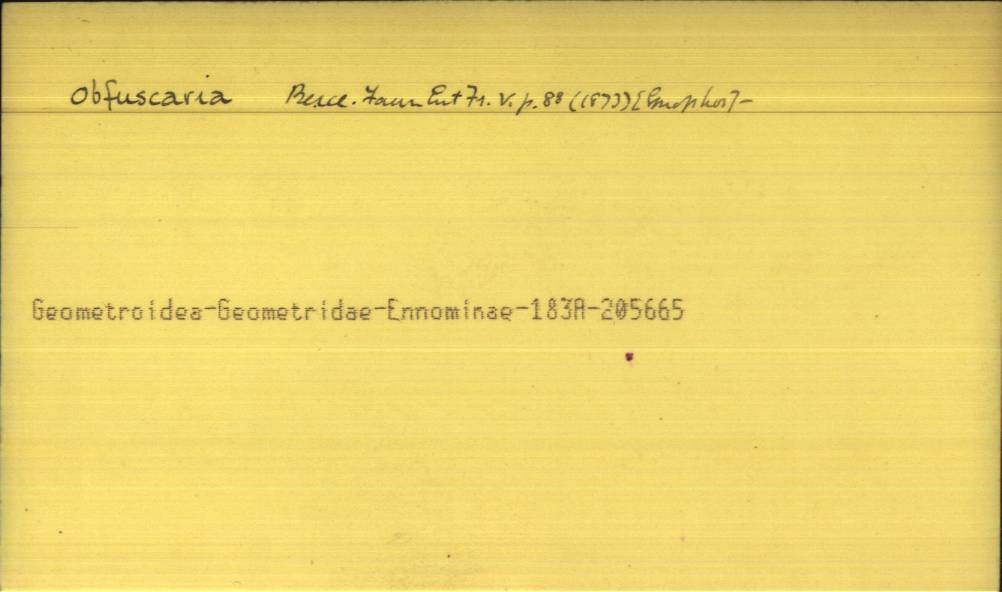 obfuscaria Berce. Faun Ent Fr. V. p. 88 (1873) [Gnophos] -
Geometroidea-Geometridae-Ennominae-183A-205665